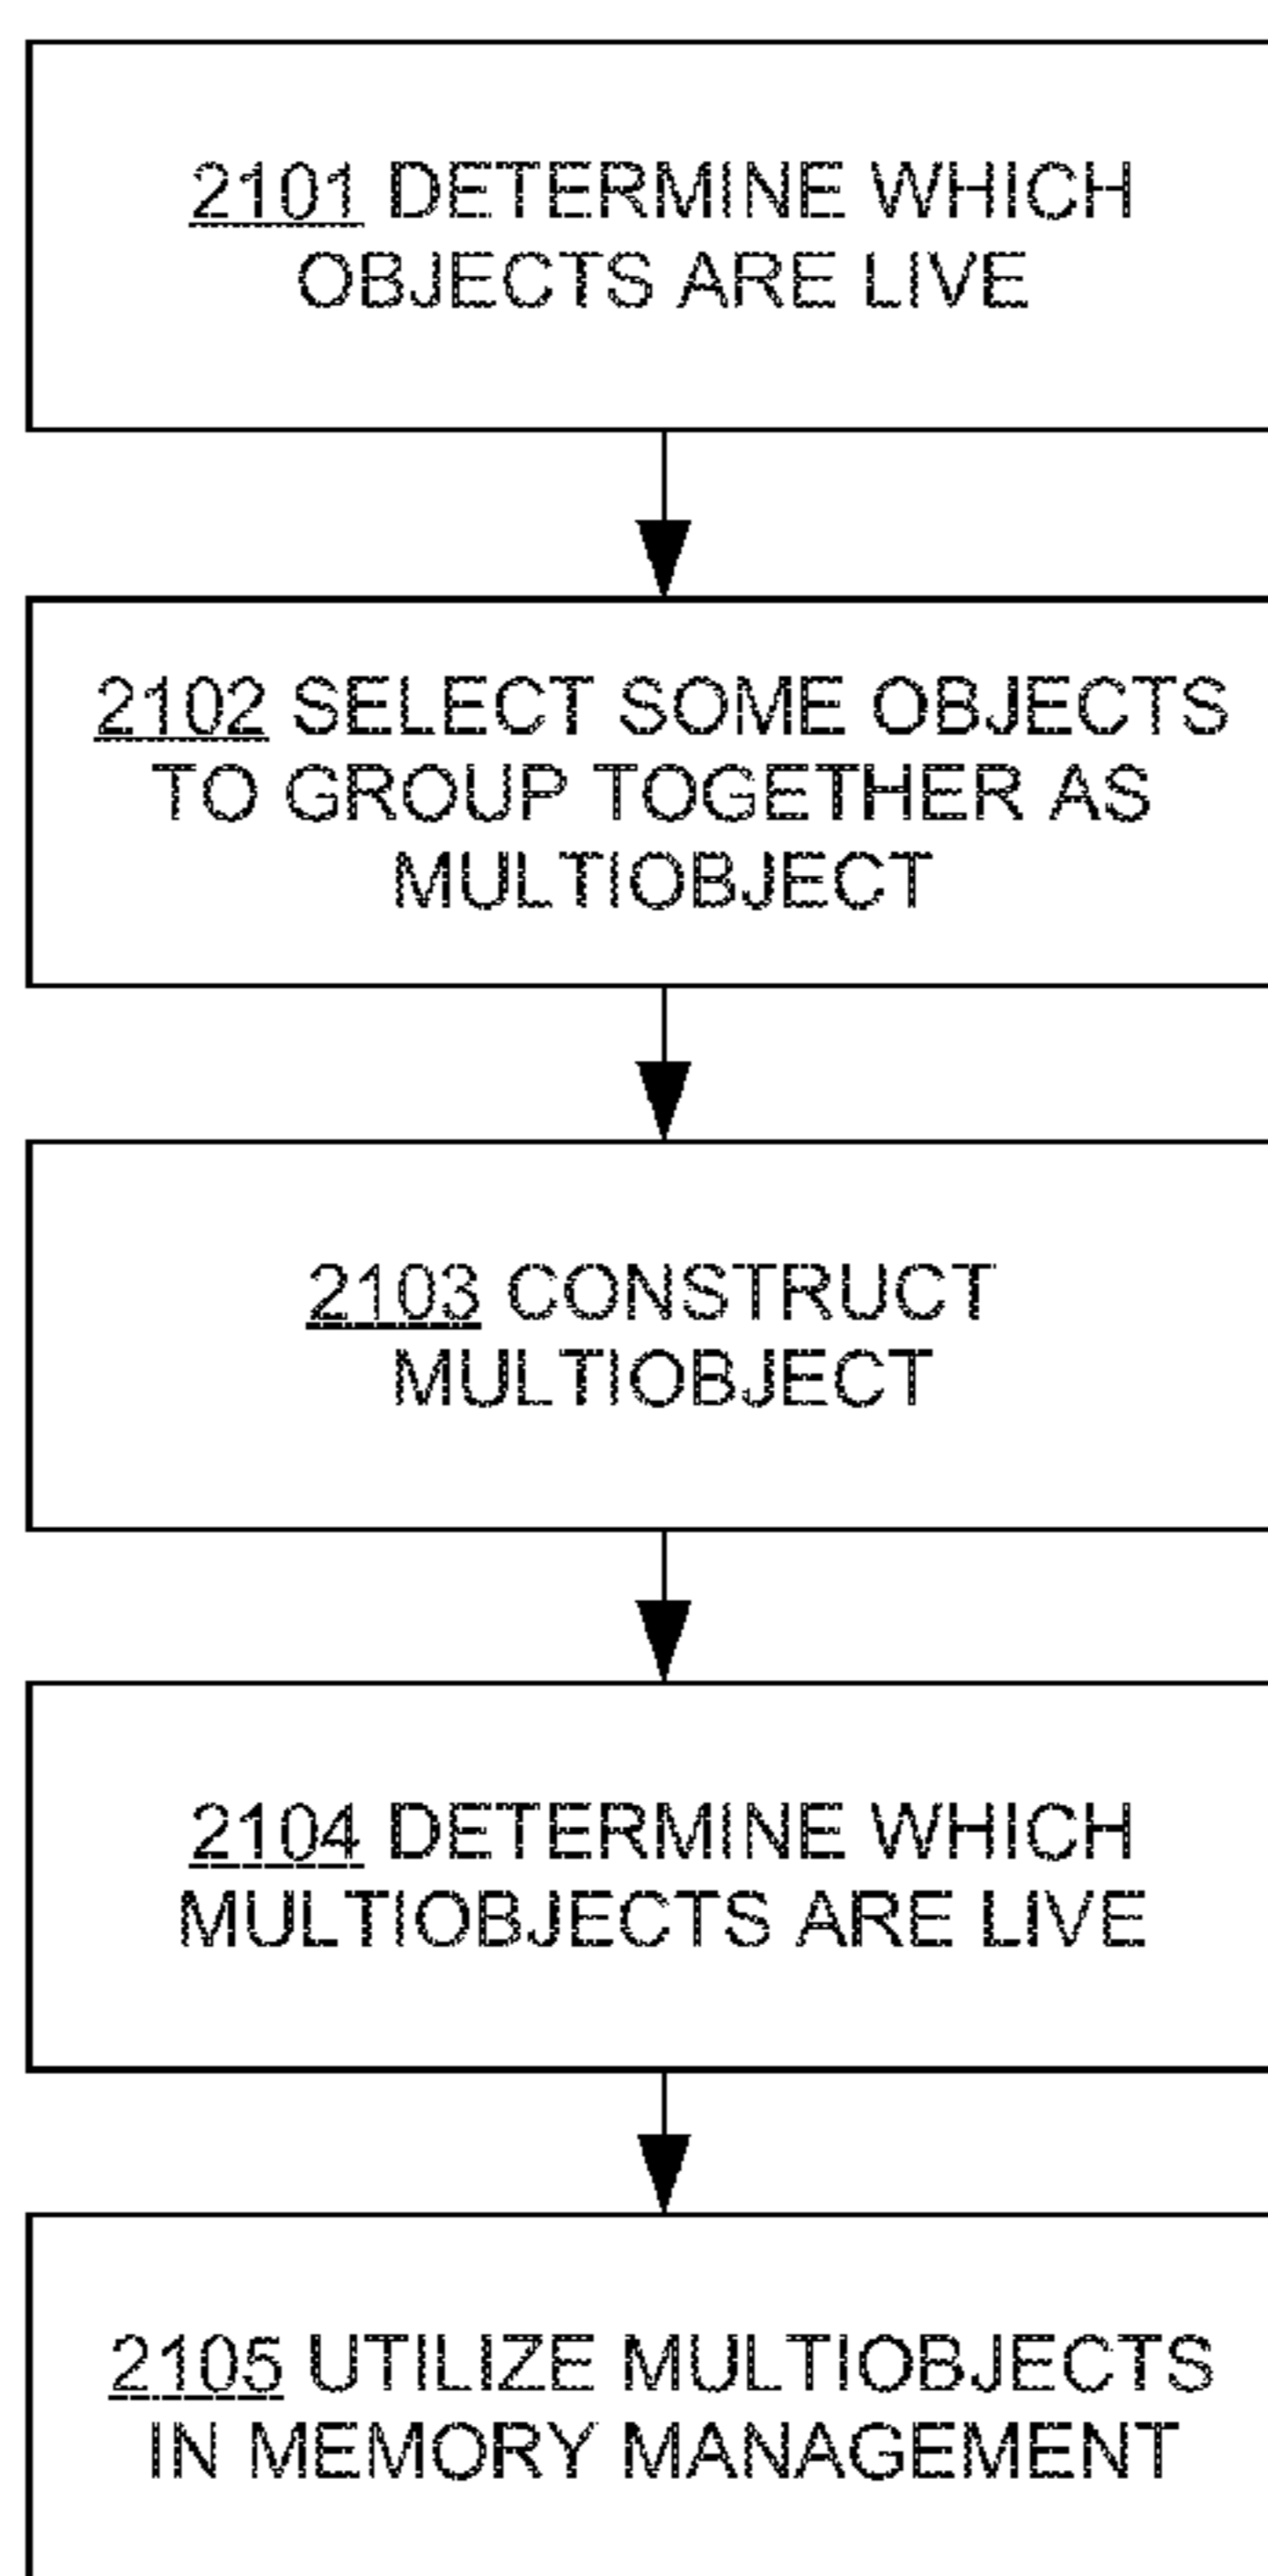 2101 DETERMINE WHICH
OBJECTS ARE LIVE
2102 SELECT SOME OBJECTS
TO GROUP TOGETHER AS
MULTIOBJECT
2103 CONSTRUCT
MULTIOBJECT
2104 DETERMINE WHICH
MULTIOBJECTS ARE LIVE
2105 UTILIZE MULTIOBJECTS
IN MEMORY MANAGEMENT